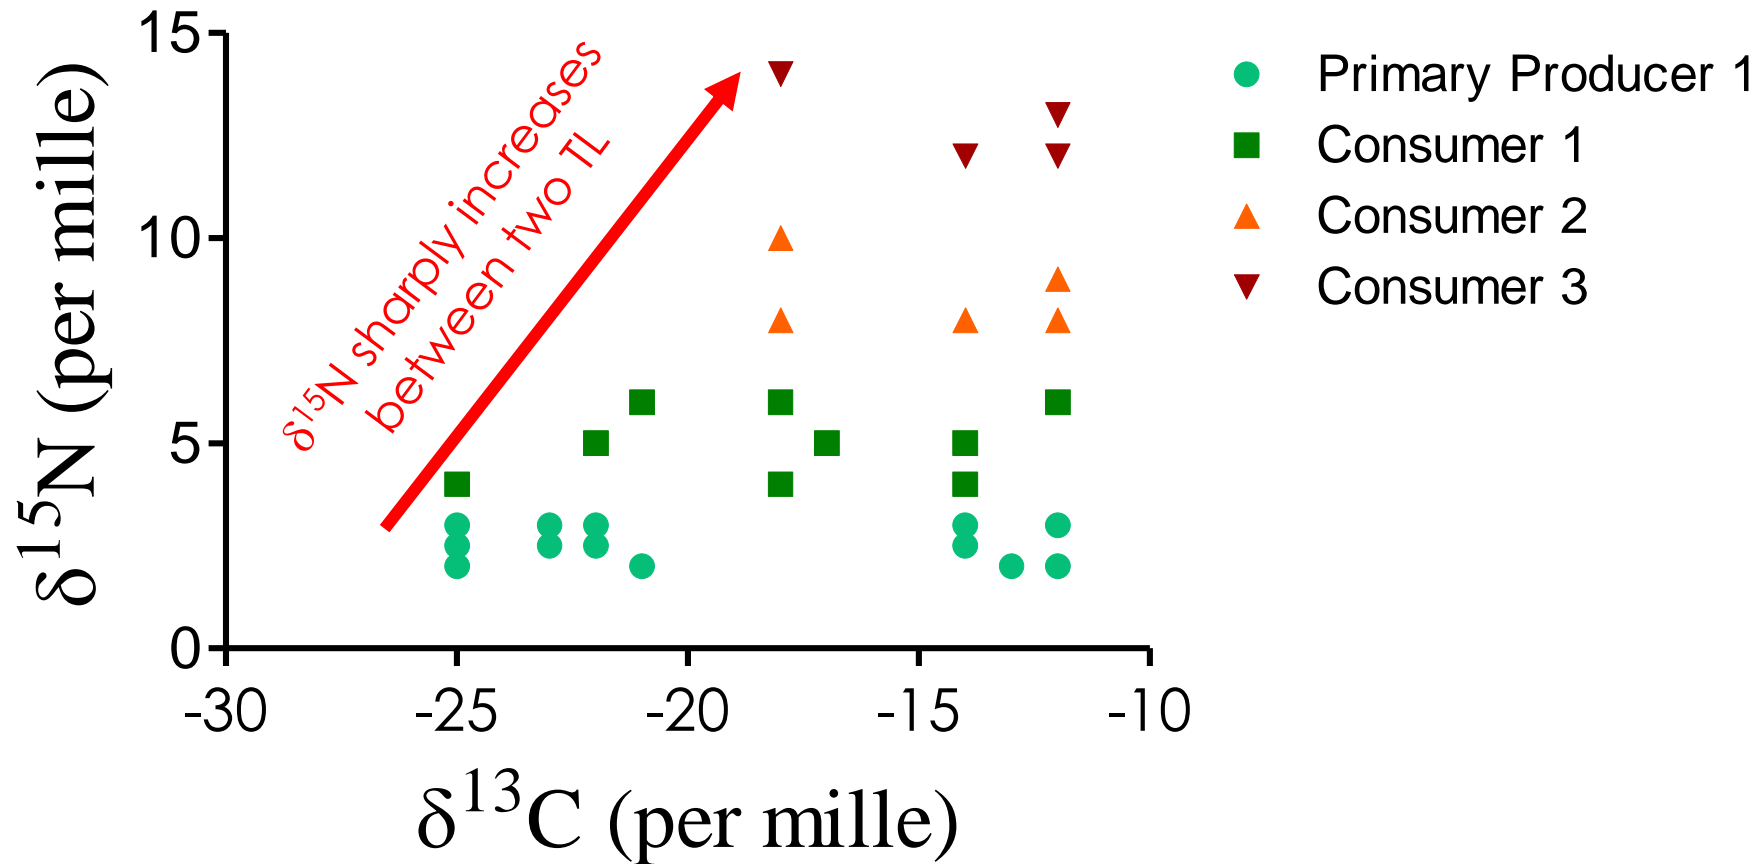 15
10
5
0
-30
-25
-20
-15
-10
δ¹⁵N (per mille)
δ¹³C (per mille)
δ¹⁵N sharply increases
between two TL
Primary Producer 1
Consumer 1
Consumer 2
Consumer 3